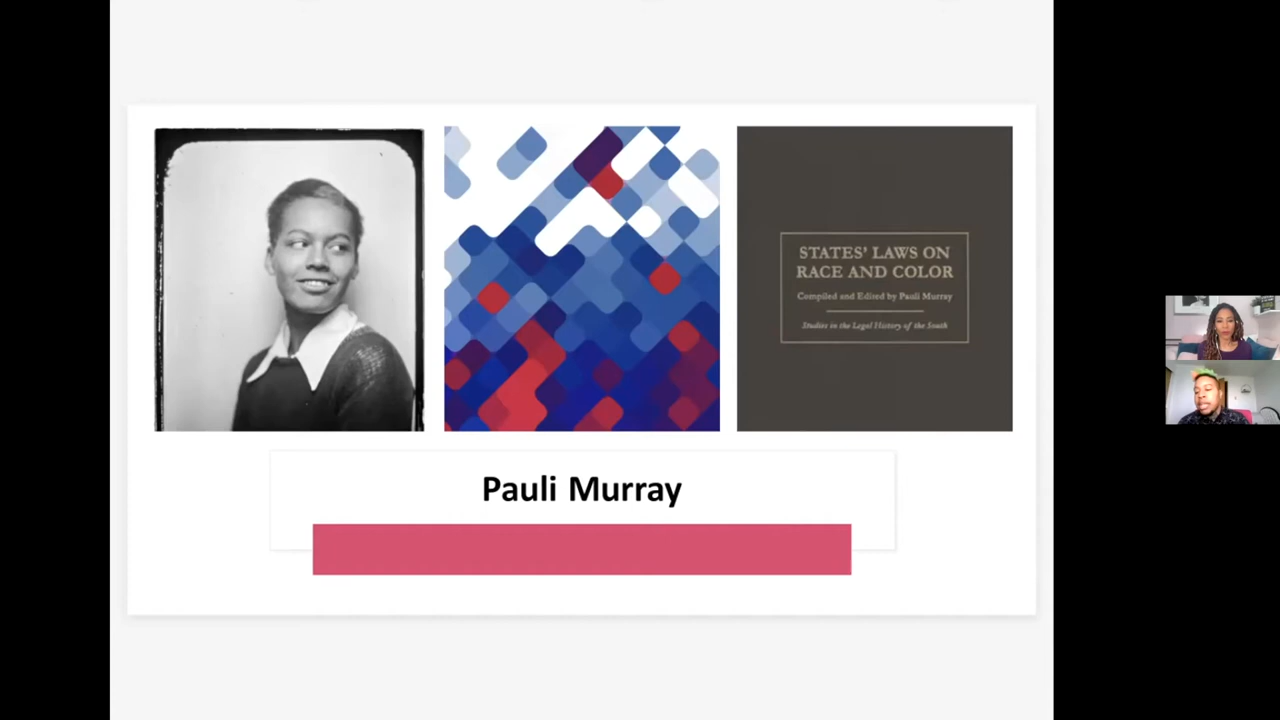 STATES' LAWS ON
RACE AND COLOR
Compiled and Edited by Pauli Murray
Studies in the Legal History of the South
Pauli Murray